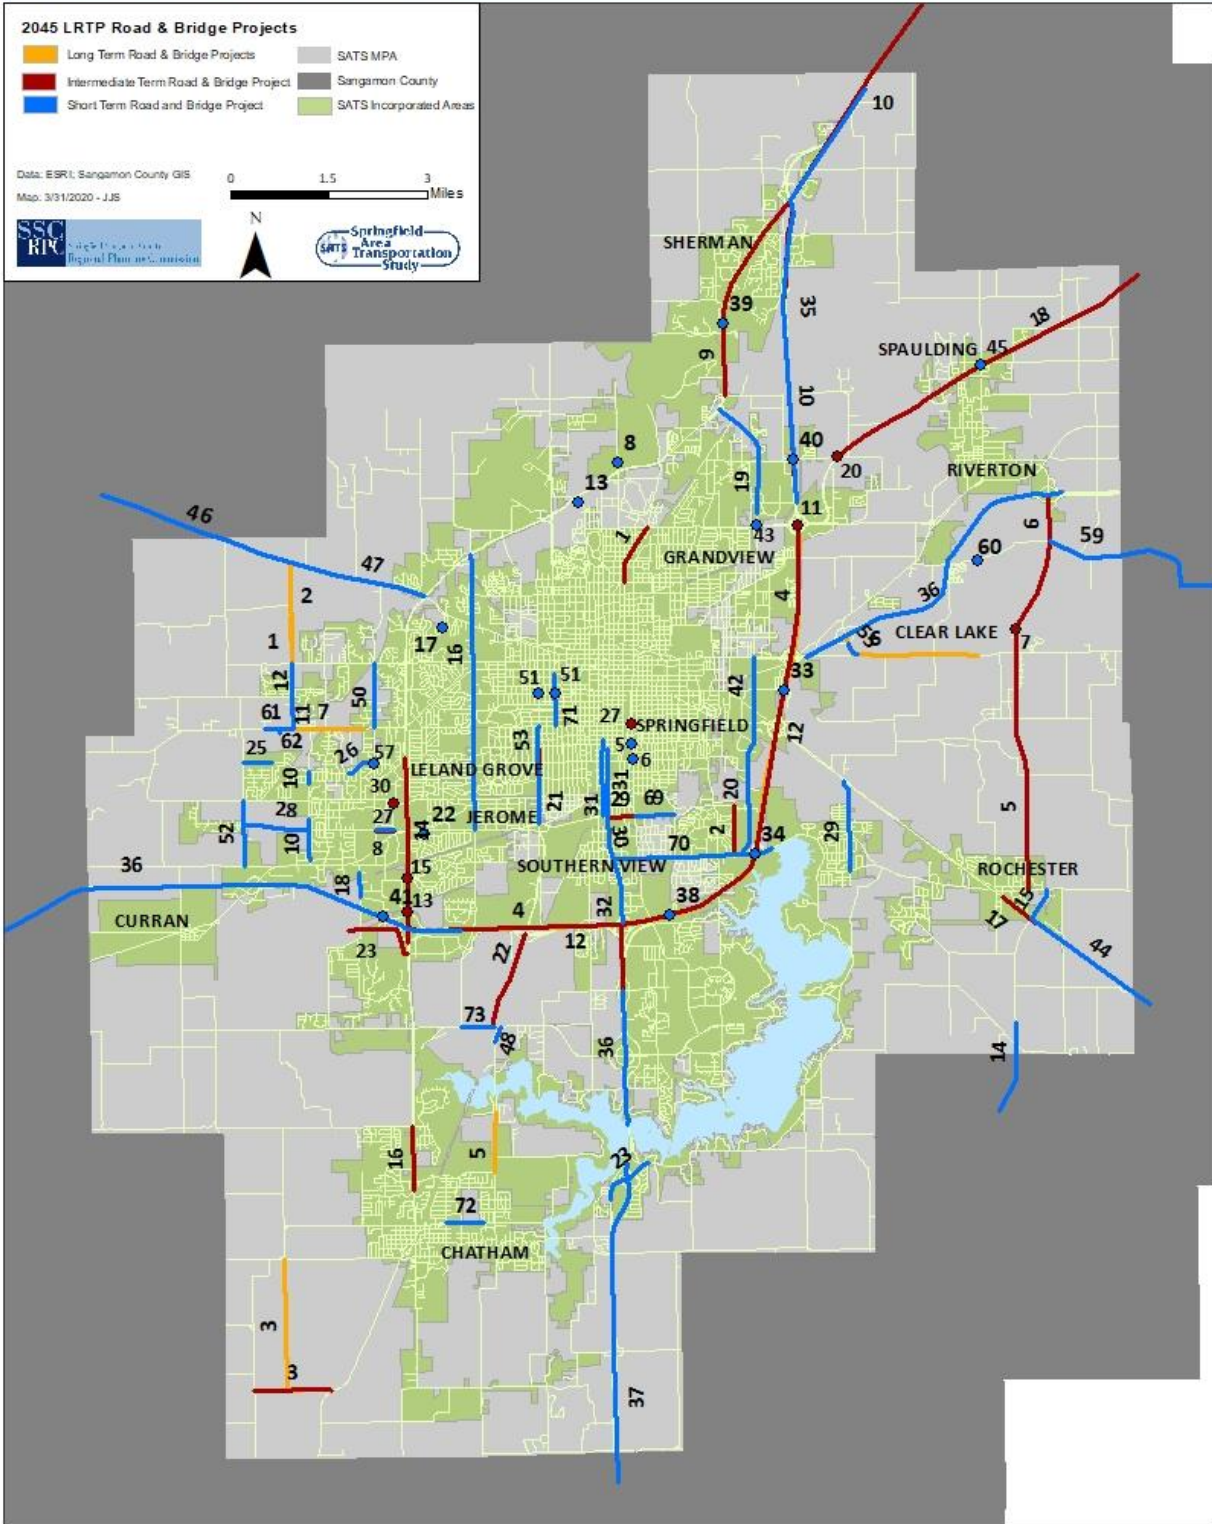 2045 LRTP Road & Bridge Projects
Long Term Road & Bridge Projects
SATS MPA
Intermediate Term Road & Bridge Project
Sangamon County
Short Term Road and Bridge Project
SATS Incorporated Areas
Data: ESRI; Sangamon County GIS
Map: 3/31/2020 - JJS
0 1.5 3
Miles
N
SSC
RPC
Regional Planning Commission
SATS
Springfield
Area
Transportation
Study
10
SHERMAN
39
35
18
9
SPAULDING
45
10
8
40
20
RIVERTON
13
19
11
46
43
6
59
1
GRANDVIEW
60
47
2
4
36
17
16
1
55
6
CLEAR LAKE
7
12
50
51
51
42
33
61
11
7
71
27
SPRINGFIELD
12
62
26
53
5
25
57
6
10
LELAND GROVE
31
30
20
5
28
27
22
JEROME
21
31
29
69
52
10
14
30
2
29
8
70
34
36
15
SOUTHERN VIEW
ROCHESTER
18
41
13
32
38
15
CURRAN
4
17
23
22
12
44
73
48
36
14
16
5
23
72
CHATHAM
3
3
37